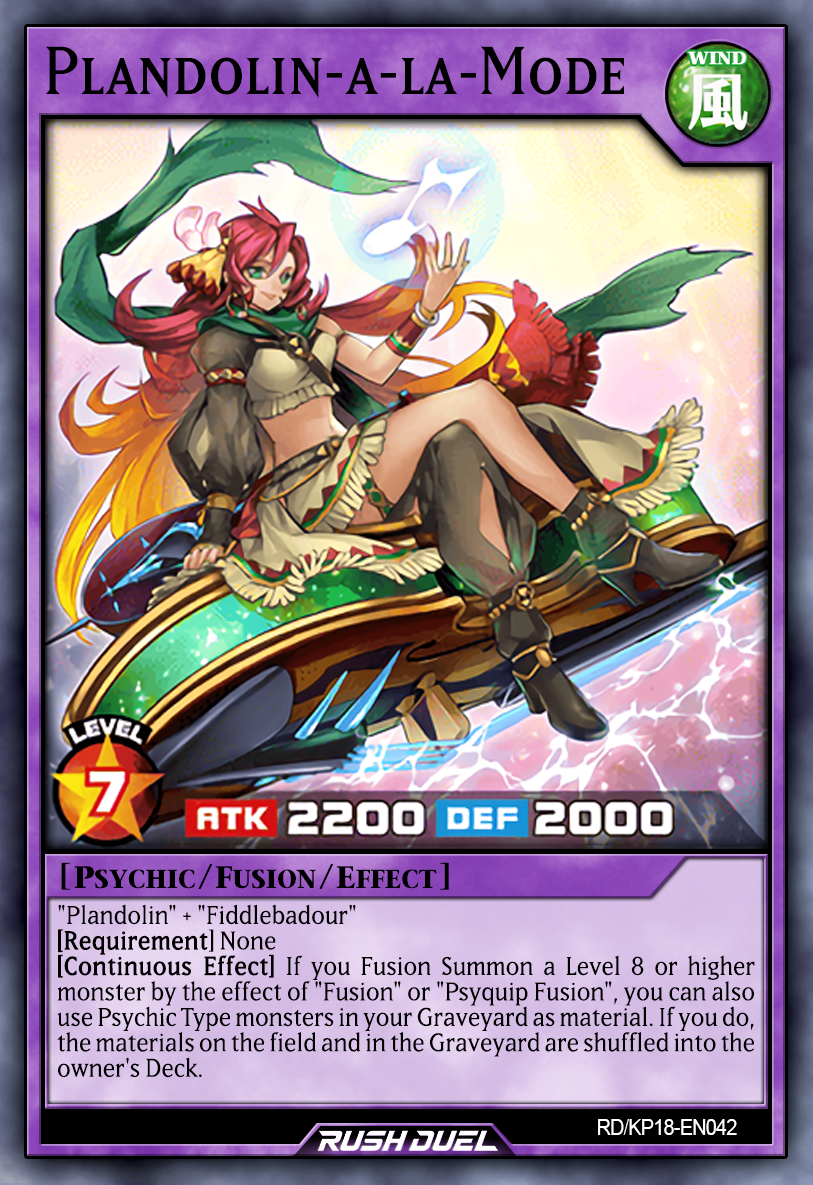 Plandolin-a-la-Mode
WIND
風
LEVEL
7
ATK 2200 DEF 2000
[Psychic/Fusion/Effect]
"Plandolin" + "Fiddlebadour"
[Requirement] None
[Continuous Effect] If you Fusion Summon a Level 8 or higher
monster by the effect of "Fusion" or "Psyquip Fusion", you can also
use Psychic Type monsters in your Graveyard as material. If you do,
the materials on the field and in the Graveyard are shuffled into the
owner's Deck.
RD/KP18-EN042
RUSH DUEL